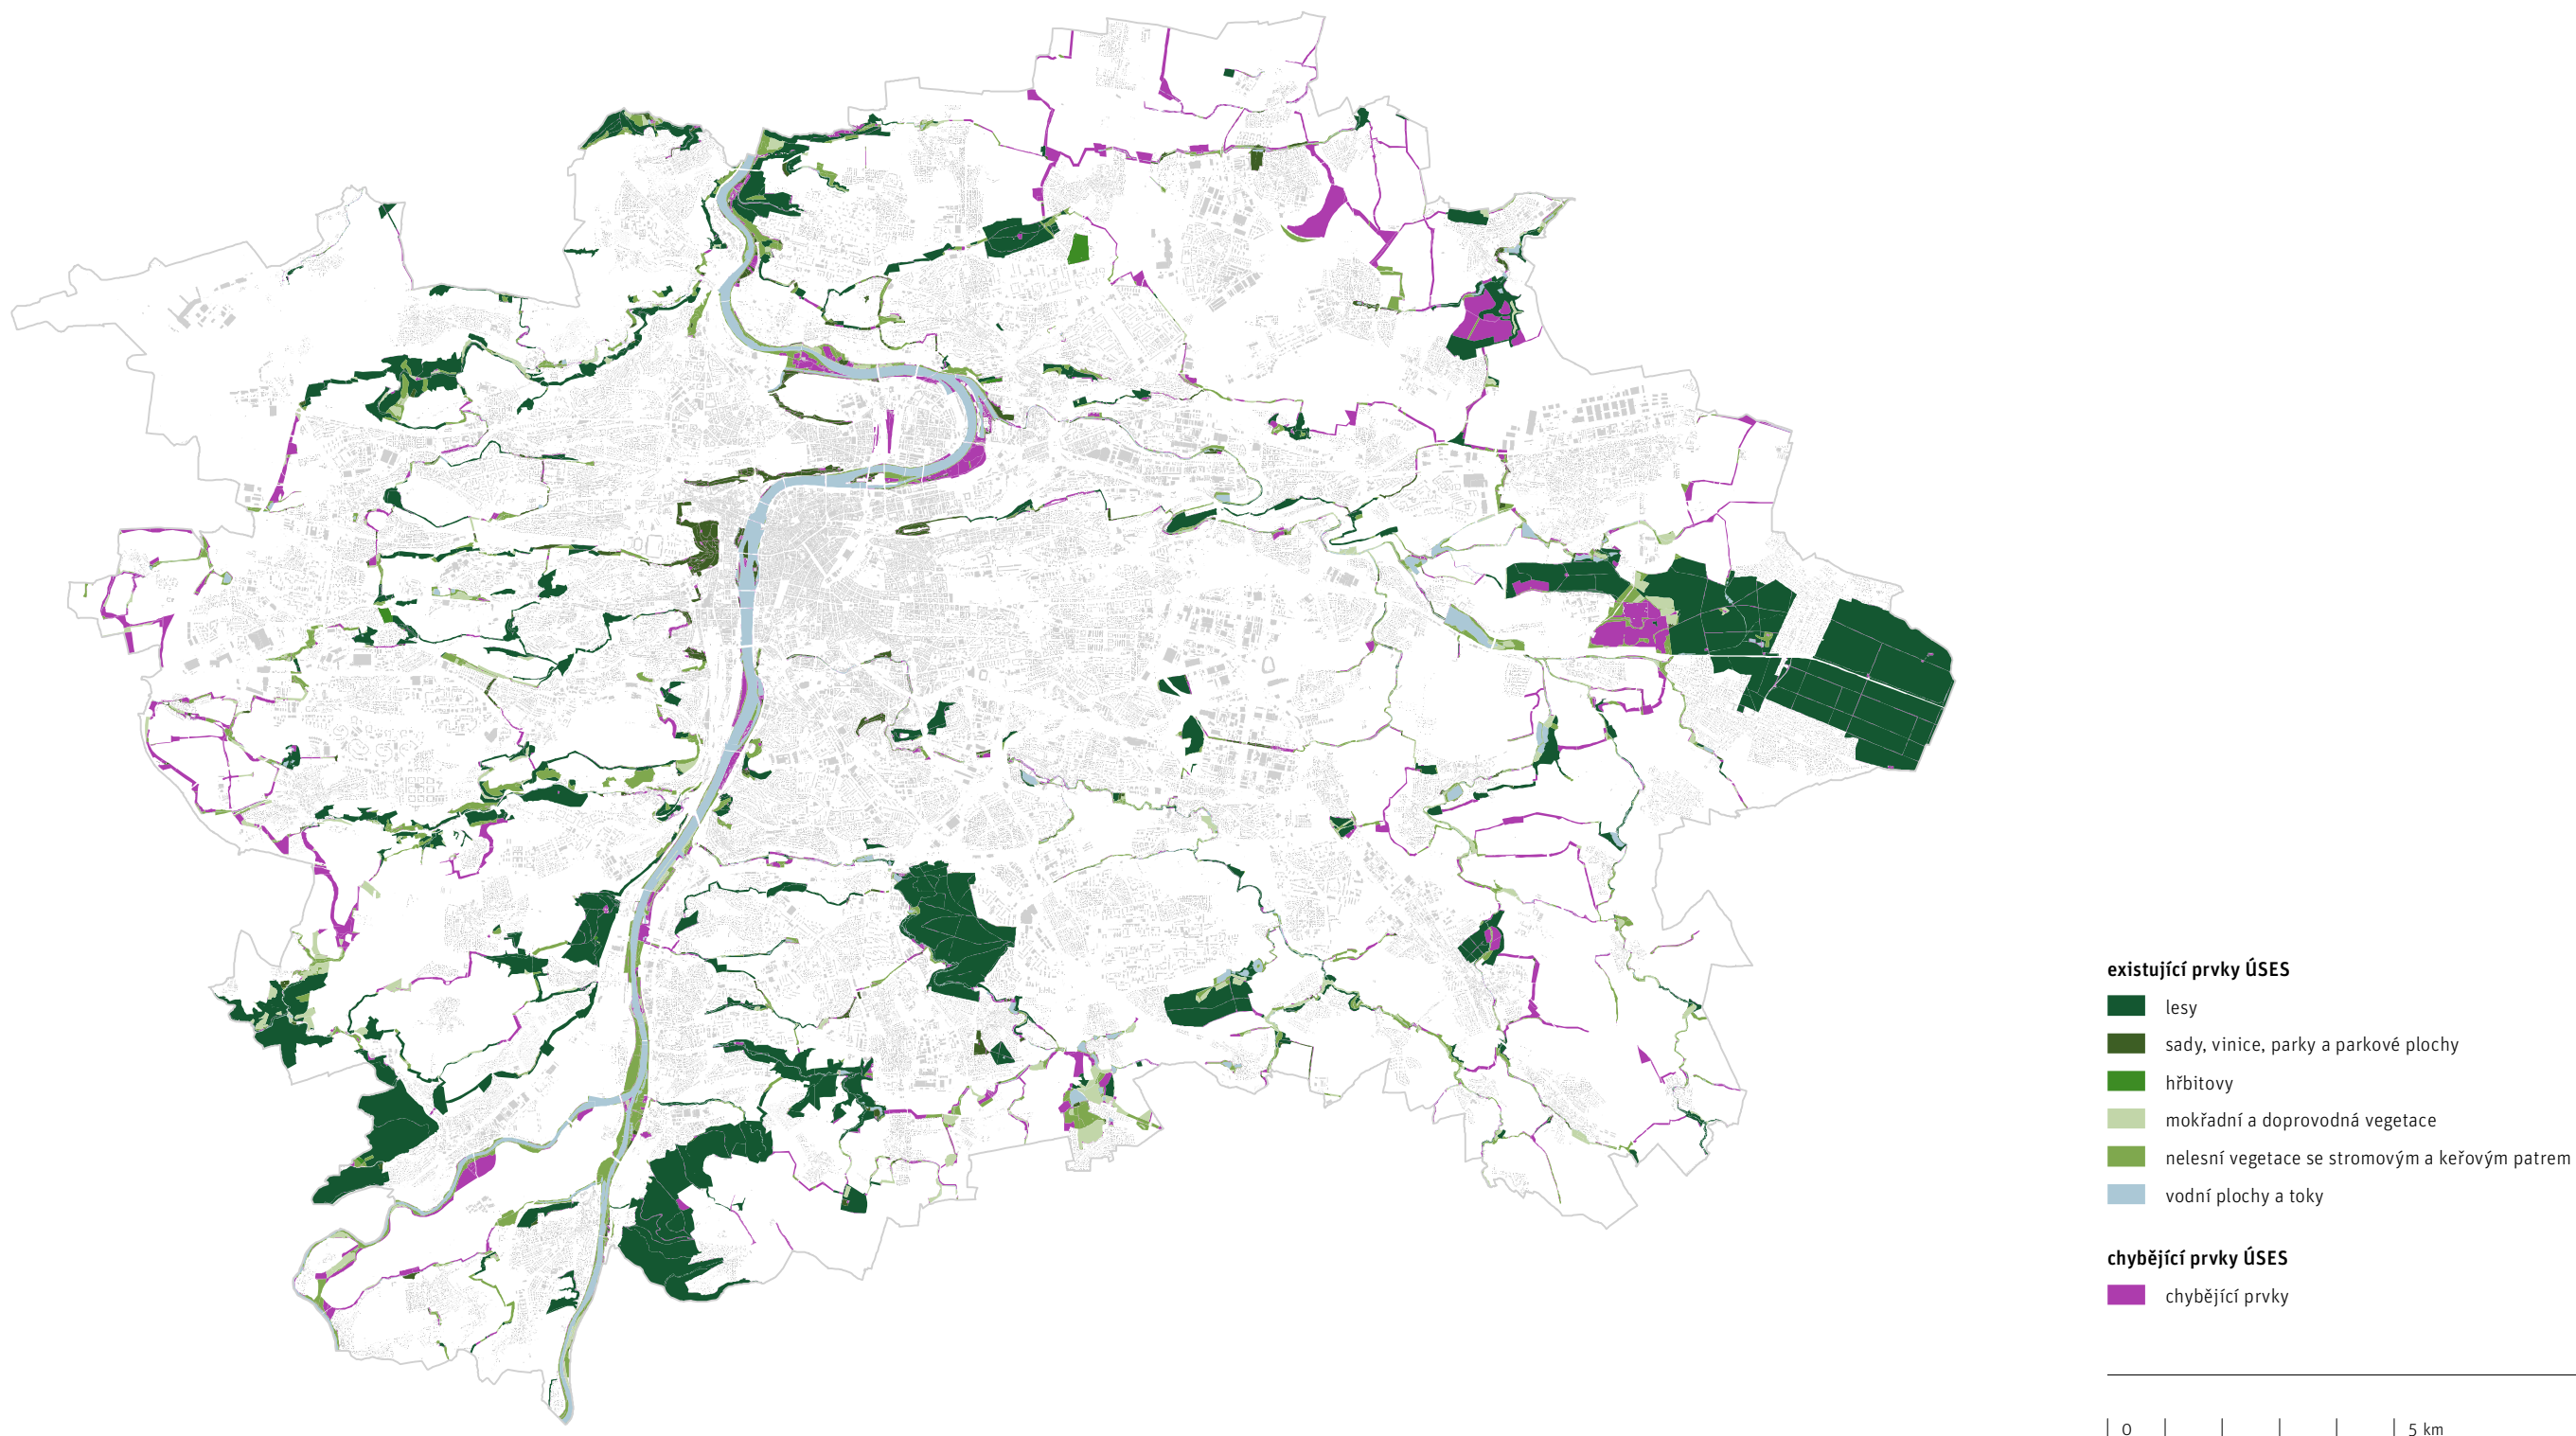 existující prvky ÚSES
lesy
sady, vinice, parky a parkové plochy
hřbitovy
mokřadní a doprovodná vegetace
nelesní vegetace se stromovým a keřovým patrem
vodní plochy a toky
chybějící prvky ÚSES
chybějící prvky
0 5 km